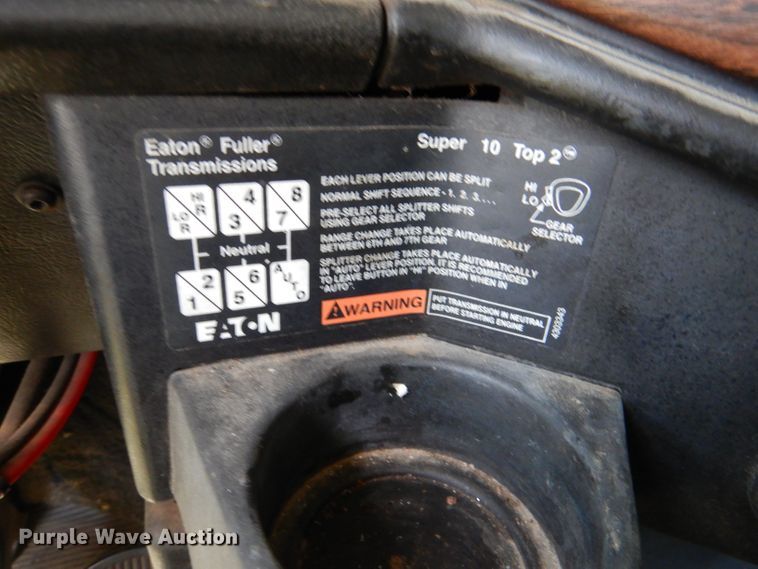 Eaton® Fuller® Super 10 Top 2™
Transmissions
HI
R
LO
R
4
3
8
7
Neutral
2
1
6
5
AUTO
EATON
EACH LEVER POSITION CAN BE SPLIT
NORMAL SHIFT SEQUENCE - 1, 2, 3, . . .
PRE-SELECT ALL SPLITTER SHIFTS
USING GEAR SELECTOR
RANGE CHANGE TAKES PLACE AUTOMATICALLY
BETWEEN 6TH AND 7TH GEAR
SPLITTER CHANGE TAKES PLACE AUTOMATICALLY
IN "AUTO" LEVER POSITION. IT IS RECOMMENDED
TO LEAVE BUTTON IN "HI" POSITION WHEN IN
"AUTO".
HI
LO
GEAR
SELECTOR
WARNING
PUT TRANSMISSION IN NEUTRAL
BEFORE STARTING ENGINE
4303343
Purple Wave Auction